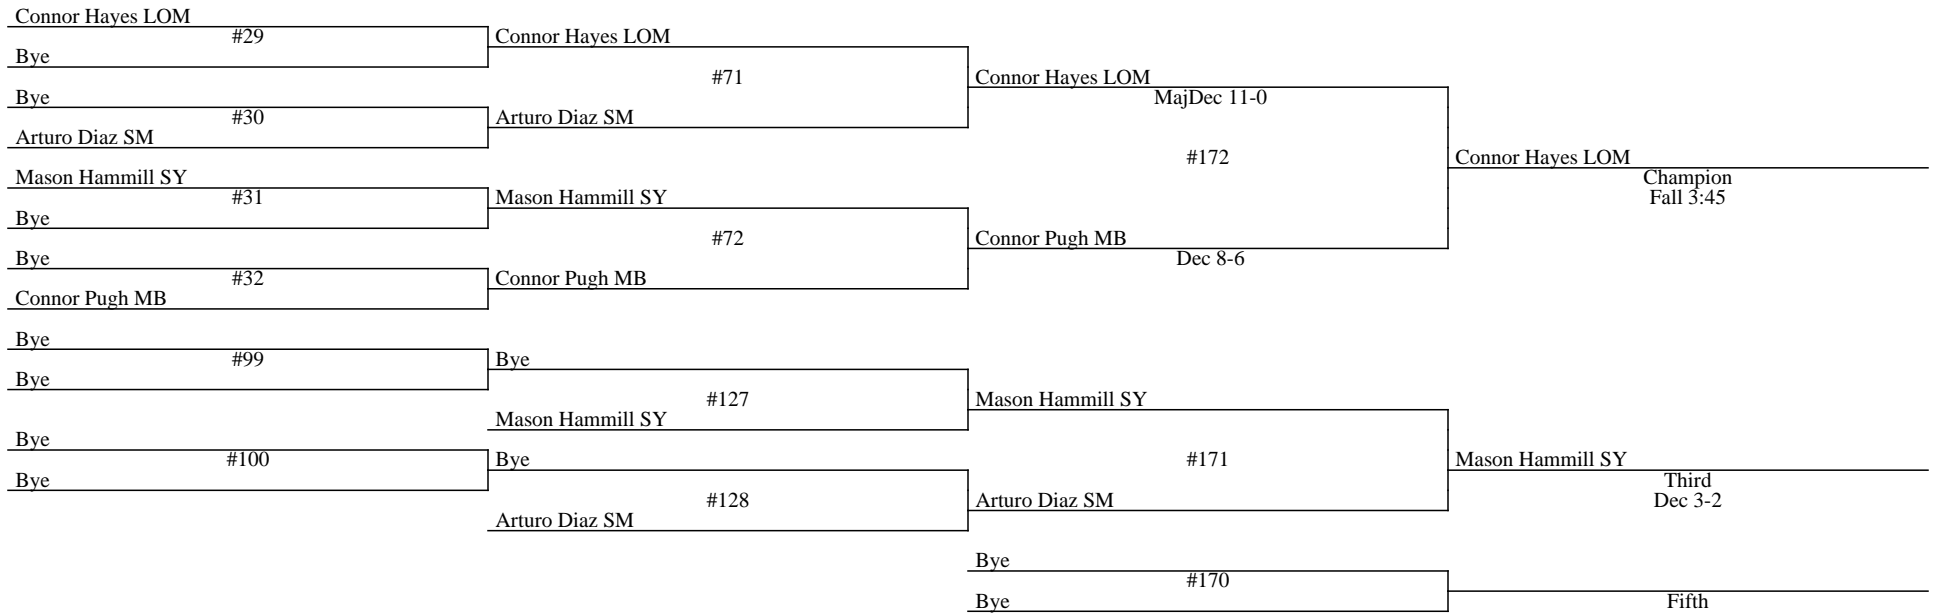 Connor Hayes LOM
#29
Bye
Connor Hayes LOM
#71
Bye
#30
Arturo Diaz SM
Arturo Diaz SM
Connor Hayes LOM
MajDec 11-0
#172
Mason Hammill SY
#31
Bye
Mason Hammill SY
#72
Bye
#32
Connor Pugh MB
Connor Pugh MB
Connor Pugh MB
Dec 8-6
Connor Hayes LOM
Champion
Fall 3:45
Bye
#99
Bye
Bye
#127
Mason Hammill SY
Mason Hammill SY
#171
Bye
#100
Bye
Bye
#128
Arturo Diaz SM
Arturo Diaz SM
Mason Hammill SY
Third
Dec 3-2
Bye
#170
Bye
Fifth